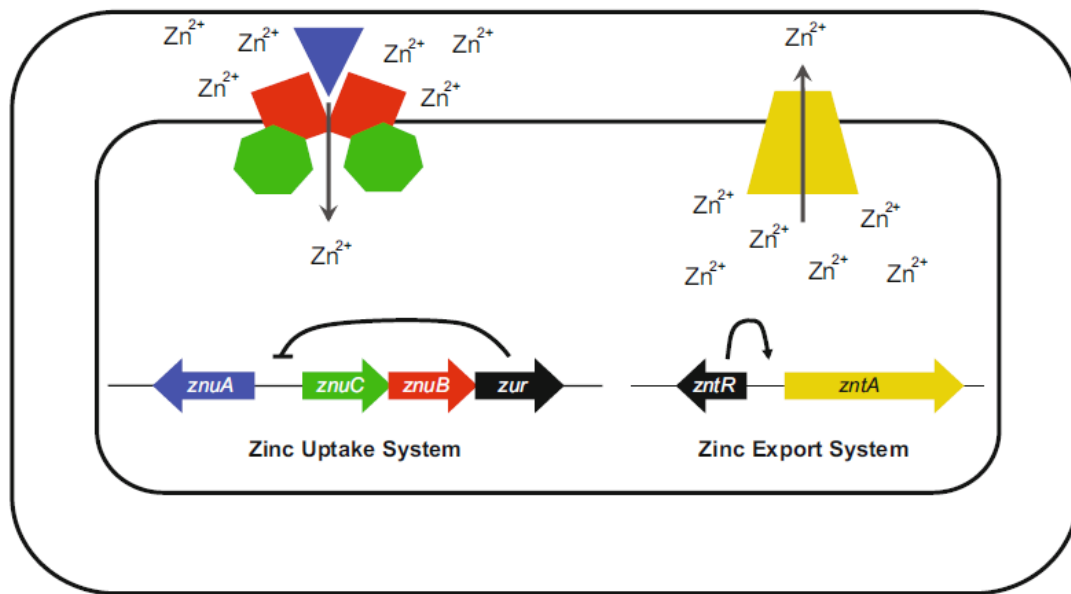 Zn2+ Zn2+ Zn2+ Zn2+ Zn2+
Zn2+ Zn2+
Zn2+ Zn2+
Zn2+
Zn2+ Zn2+ Zn2+ Zn2+
znuA znuC znuB zur zntR zntA
Zinc Uptake System Zinc Export System